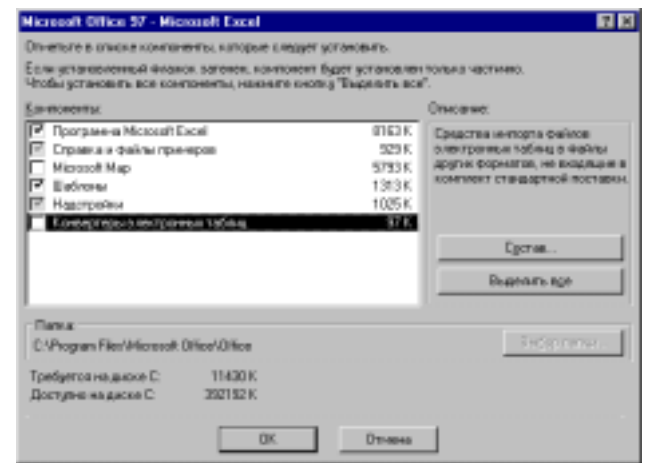 Microsoft Office 97 - Microsoft Excel
Отметьте в списке компоненты, которые следует установить.
Если установленный флажок затенен, компонент будет установлен только частично.
Чтобы установить все компоненты, нажмите кнопку "Выделить все".
Компоненты:
Программа Microsoft Excel 8163 K
Справка и файлы примеров 929 K
Microsoft Map 5793 K
Шаблоны 1313 K
Надстройки 1025 K
Конвертеры электронных таблиц 97 K
Описание:
Средства импорта файлов
электронных таблиц в файлы
других форматов, не входящие в
комплект стандартной поставки.
Состав...
Выделить все
Папка:
C:\Program Files\Microsoft Office\Office
Выбор папки...
Требуется на диске C: 11430 K
Доступно на диске C: 392192 K
OK
Отмена